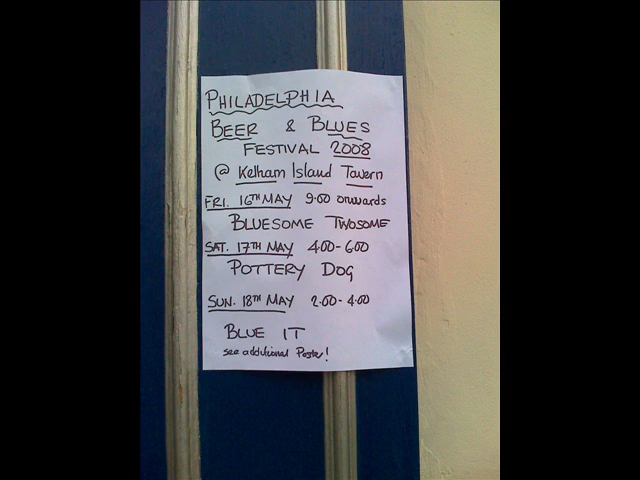 PHILADELPHIA
BEER & BLUES
FESTIVAL 2008
@ Kelham Island Tavern
FRI. 16TH MAY 9.00 onwards
BLUESOME TWOSOME
SAT. 17TH MAY 4.00-6.00
POTTERY DOG
SUN. 18TH MAY 2.00-4.00
BLUE IT
see additional Poster!